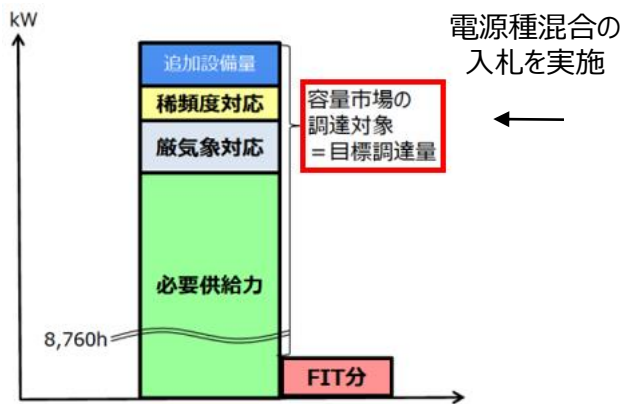 kW
電源種混合の
入札を実施
追加設備量
稀頻度対応
厳気象対応
容量市場の
調達対象
＝目標調達量
必要供給力
8,760h
FIT分